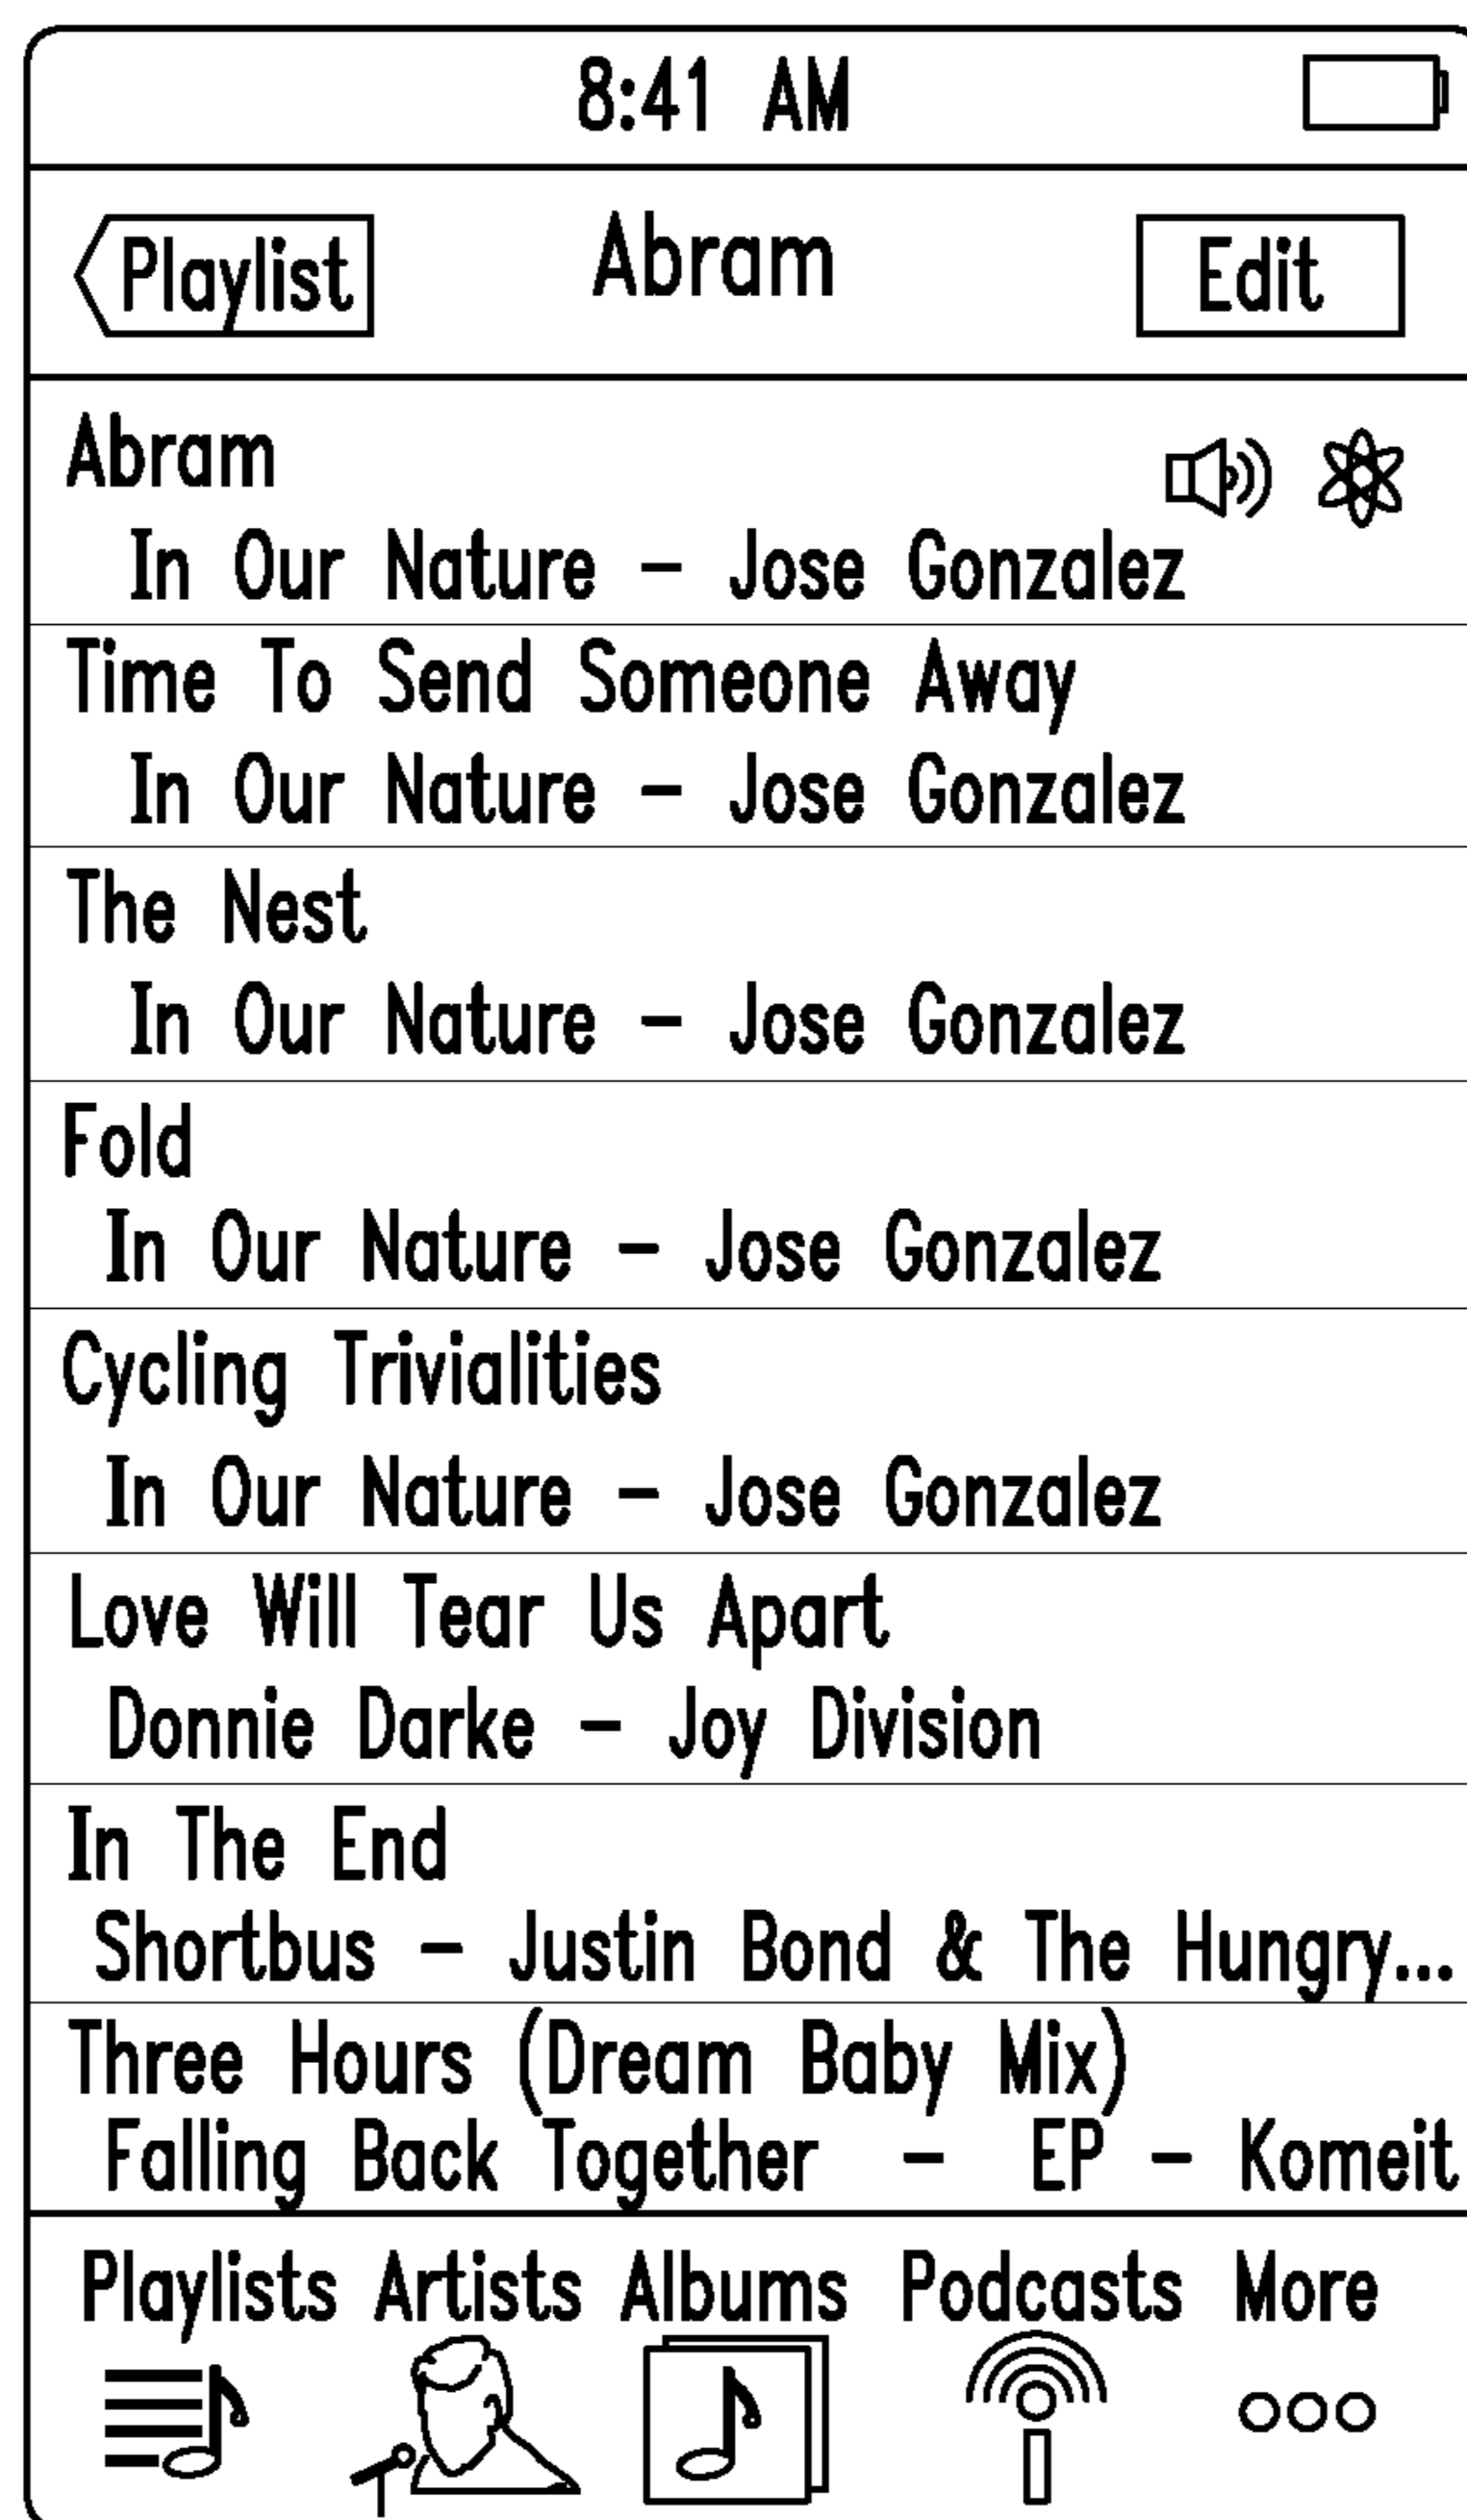 8:41 AM
Playlist Abram Edit
Abram
In Our Nature - Jose Gonzalez
Time To Send Someone Away
In Our Nature - Jose Gonzalez
The Nest
In Our Nature - Jose Gonzalez
Fold
In Our Nature - Jose Gonzalez
Cycling Trivialities
In Our Nature - Jose Gonzalez
Love Will Tear Us Apart
Donnie Darke - Joy Division
In The End
Shortbus - Justin Bond & The Hungry...
Three Hours (Dream Baby Mix)
Falling Back Together - EP - Komeit
Playlists Artists Albums Podcasts More